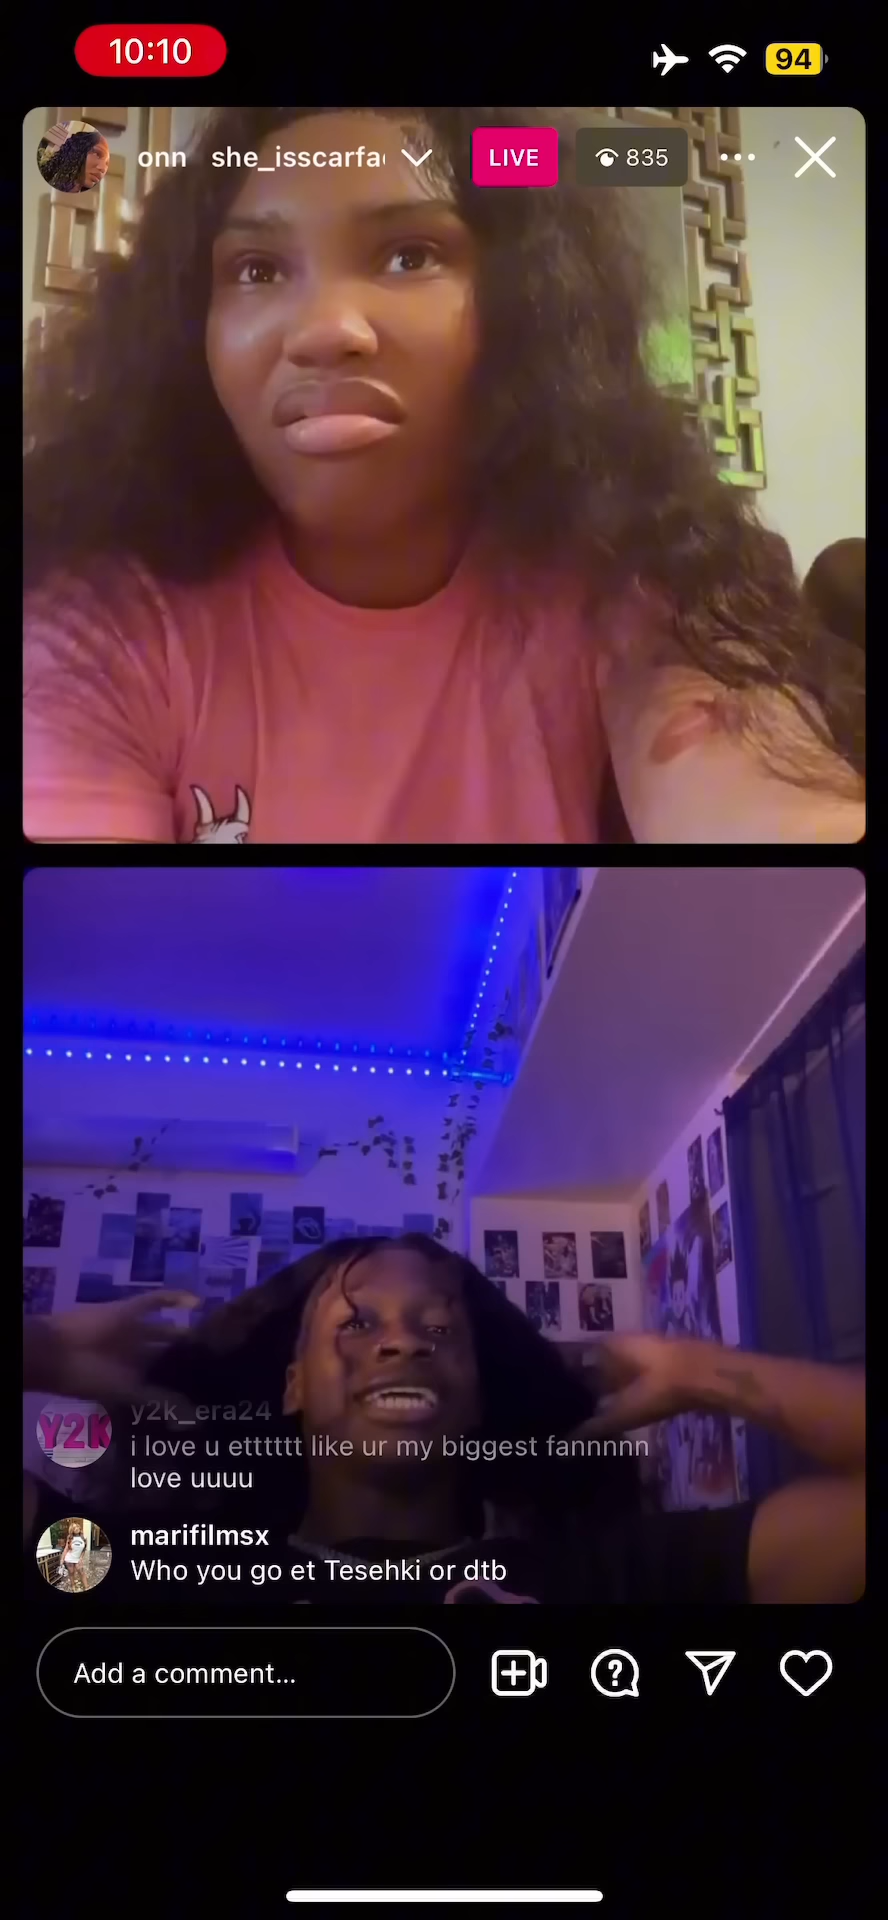 10:10
94
onn she_isscarfa
LIVE
835
Y2K
y2k_era24
i love u etttttt like ur my biggest fannnnn
love uuuu
marifilmsx
Who you go et Tesehki or dtb
Add a comment...